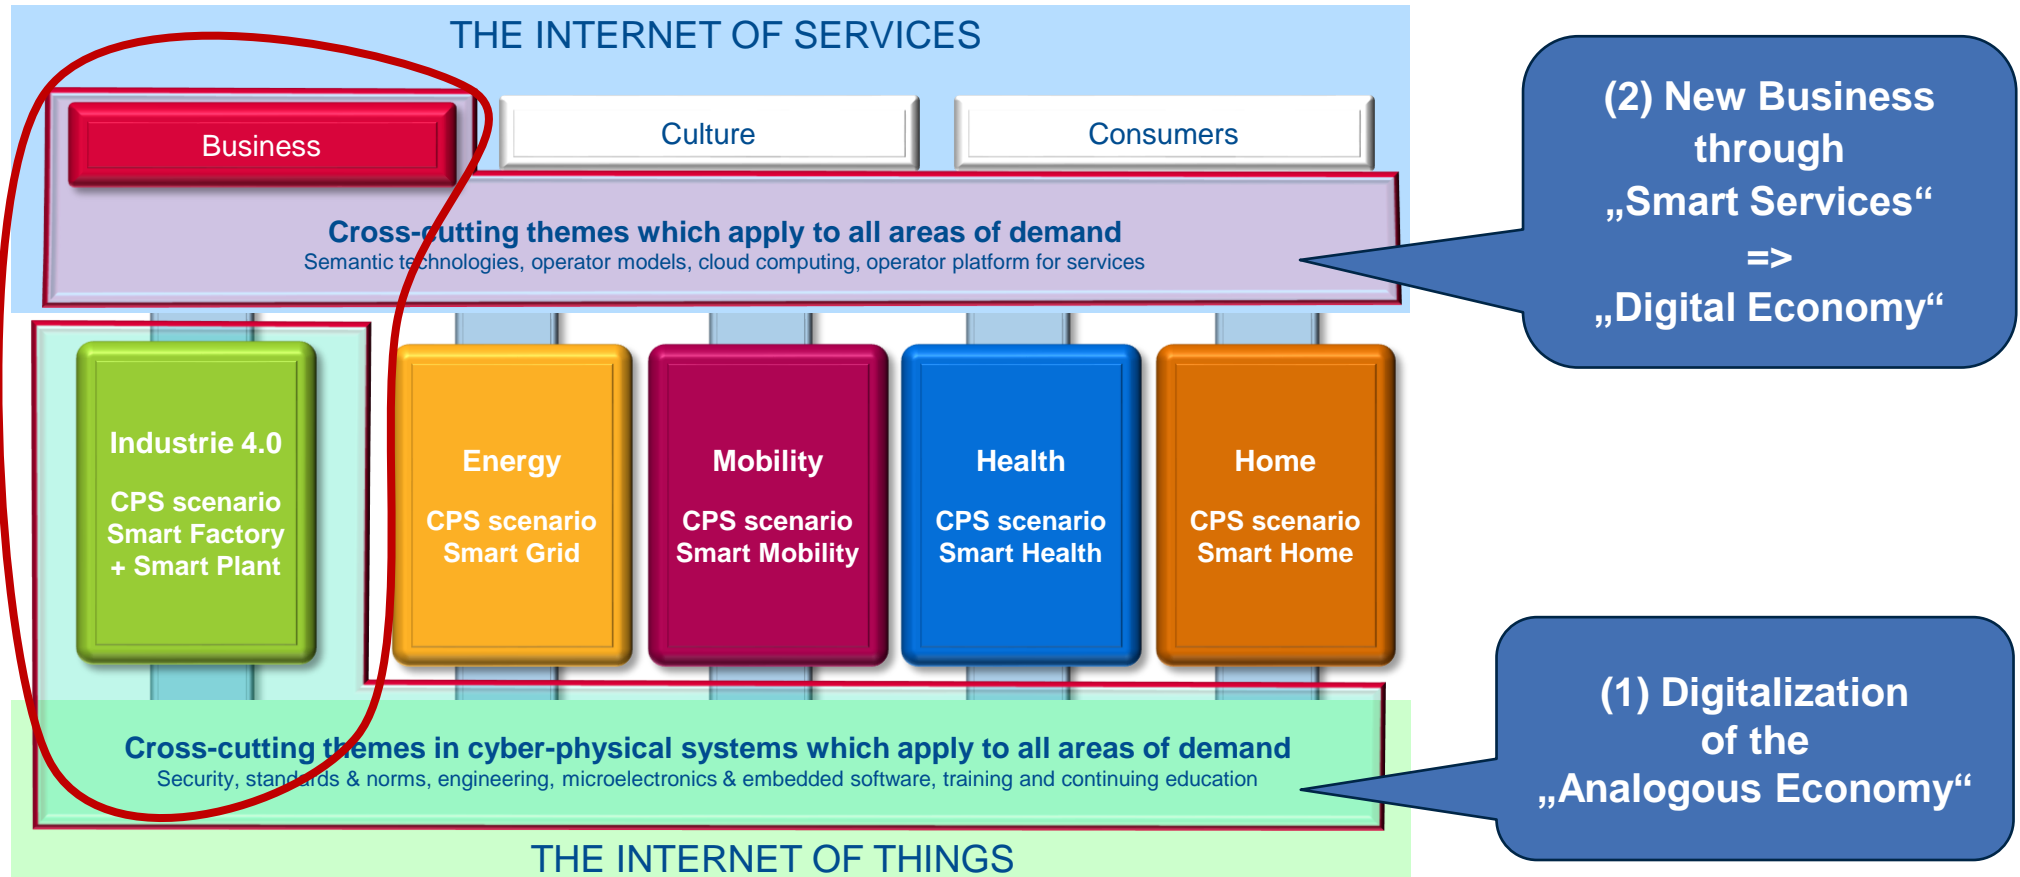 THE INTERNET OF SERVICES
Business
Culture
Consumers
Cross-cutting themes which apply to all areas of demand
Semantic technologies, operator models, cloud computing, operator platform for services
(2) New Business
through
„Smart Services“
=>
„Digital Economy“
Industrie 4.0
CPS scenario
Smart Factory
+ Smart Plant
Energy
CPS scenario
Smart Grid
Mobility
CPS scenario
Smart Mobility
Health
CPS scenario
Smart Health
Home
CPS scenario
Smart Home
Cross-cutting themes in cyber-physical systems which apply to all areas of demand
Security, standards & norms, engineering, microelectronics & embedded software, training and continuing education
THE INTERNET OF THINGS
(1) Digitalization
of the
„Analogous Economy“